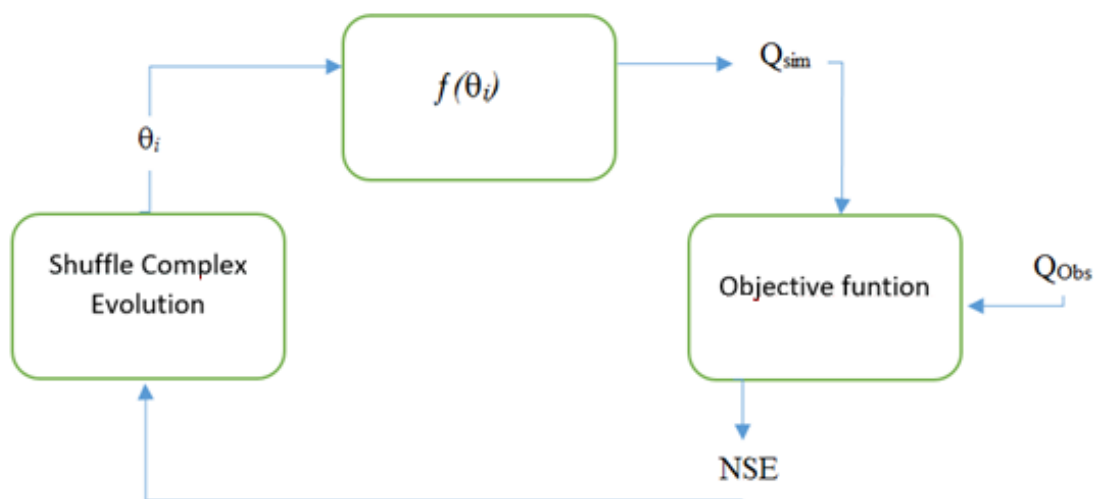 f(θi)
Qsim
θi
Shuffle Complex
Evolution
Objective funtion
QObs
NSE